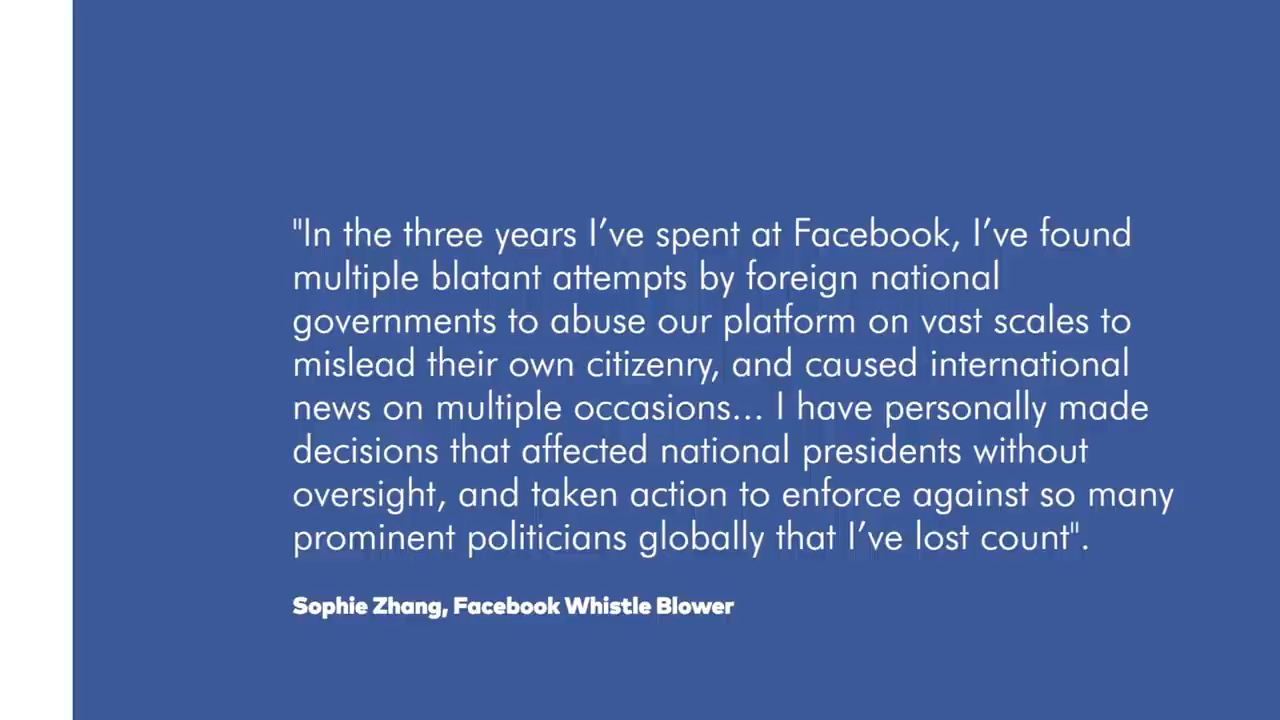 "In the three years I’ve spent at Facebook, I’ve found
multiple blatant attempts by foreign national
governments to abuse our platform on vast scales to
mislead their own citizenry, and caused international
news on multiple occasions... I have personally made
decisions that affected national presidents without
oversight, and taken action to enforce against so many
prominent politicians globally that I’ve lost count".
Sophie Zhang, Facebook Whistle Blower